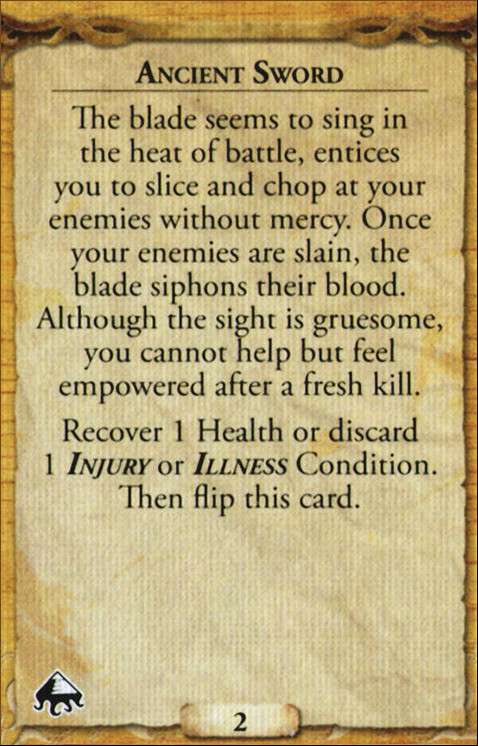 ANCIENT SWORD
The blade seems to sing in
the heat of battle, entices
you to slice and chop at your
enemies without mercy. Once
your enemies are slain, the
blade siphons their blood.
Although the sight is gruesome,
you cannot help but feel
empowered after a fresh kill.
Recover 1 Health or discard
1 INJURY or ILLNESS Condition.
Then flip this card.
2